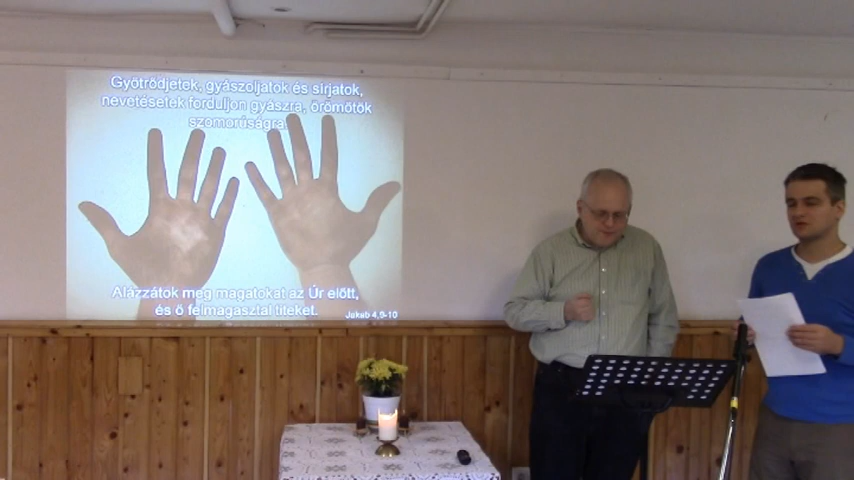 Győtrődjetek, gyászoljatok és sírjatok,
nevetésetek forduljon gyászra, örömötök
szomorúságra.
Alázzátok meg magatokat az Úr előtt,
és ő felmagasztal titeket.
Jakab 4,9-10